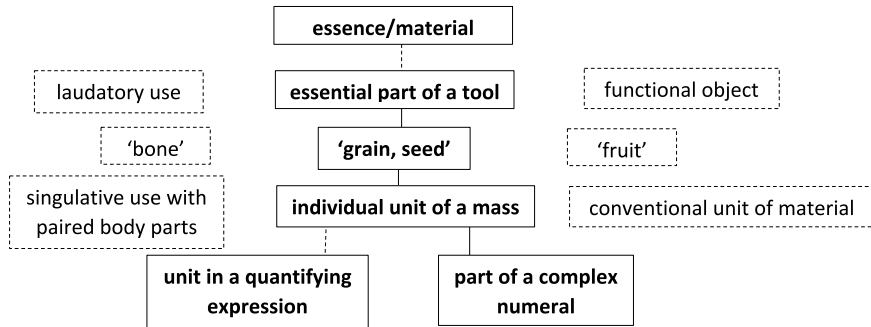 essence/material
laudatory use
essential part of a tool
functional object
‘bone’
‘grain, seed’
‘fruit’
singulative use with
paired body parts
individual unit of a mass
conventional unit of material
unit in a quantifying
expression
part of a complex
numeral